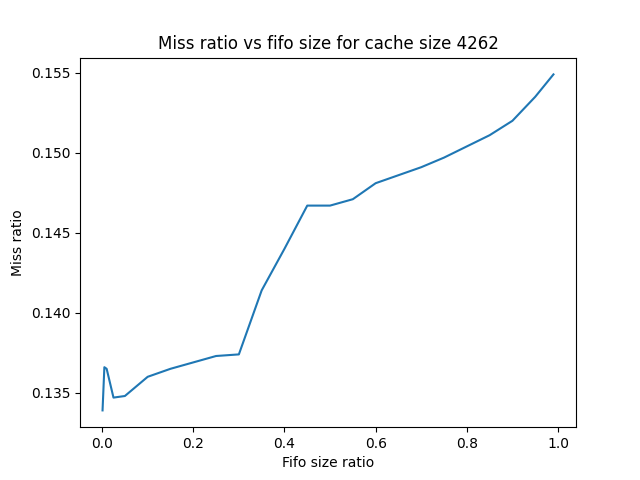 Miss ratio vs fifo size for cache size 4262
Miss ratio
0.155
0.150
0.145
0.140
0.135
0.0 0.2 0.4 0.6 0.8 1.0
Fifo size ratio